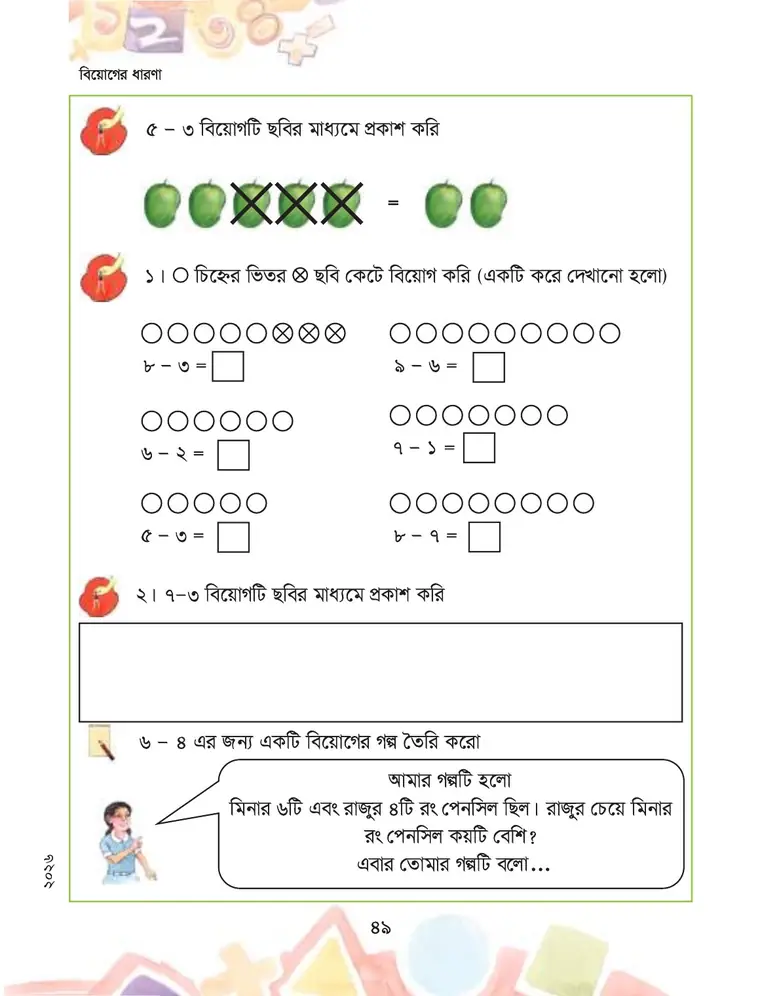 ১২৩
বিয়োগের ধারণা
৫ – ৩ বিয়োগটি ছবির মাধ্যমে প্রকাশ করি
=
১। ○ চিহ্নের ভিতর ⊗ ছবি কেটে বিয়োগ করি (একটি করে দেখানো হলো)
৮ – ৩ =
৯ – ৬ =
৬ – ২ =
৭ – ১ =
৫ – ৩ =
৮ – ৭ =
২। ৭–৩ বিয়োগটি ছবির মাধ্যমে প্রকাশ করি
৬ – ৪ এর জন্য একটি বিয়োগের গল্প তৈরি করো
আমার গল্পটি হলো
মিনার ৬টি এবং রাজুর ৪টি রং পেনসিল ছিল। রাজুর চেয়ে মিনার
রং পেনসিল কয়টি বেশি?
এবার তোমার গল্পটি বলো...
২০২৬
৪৯